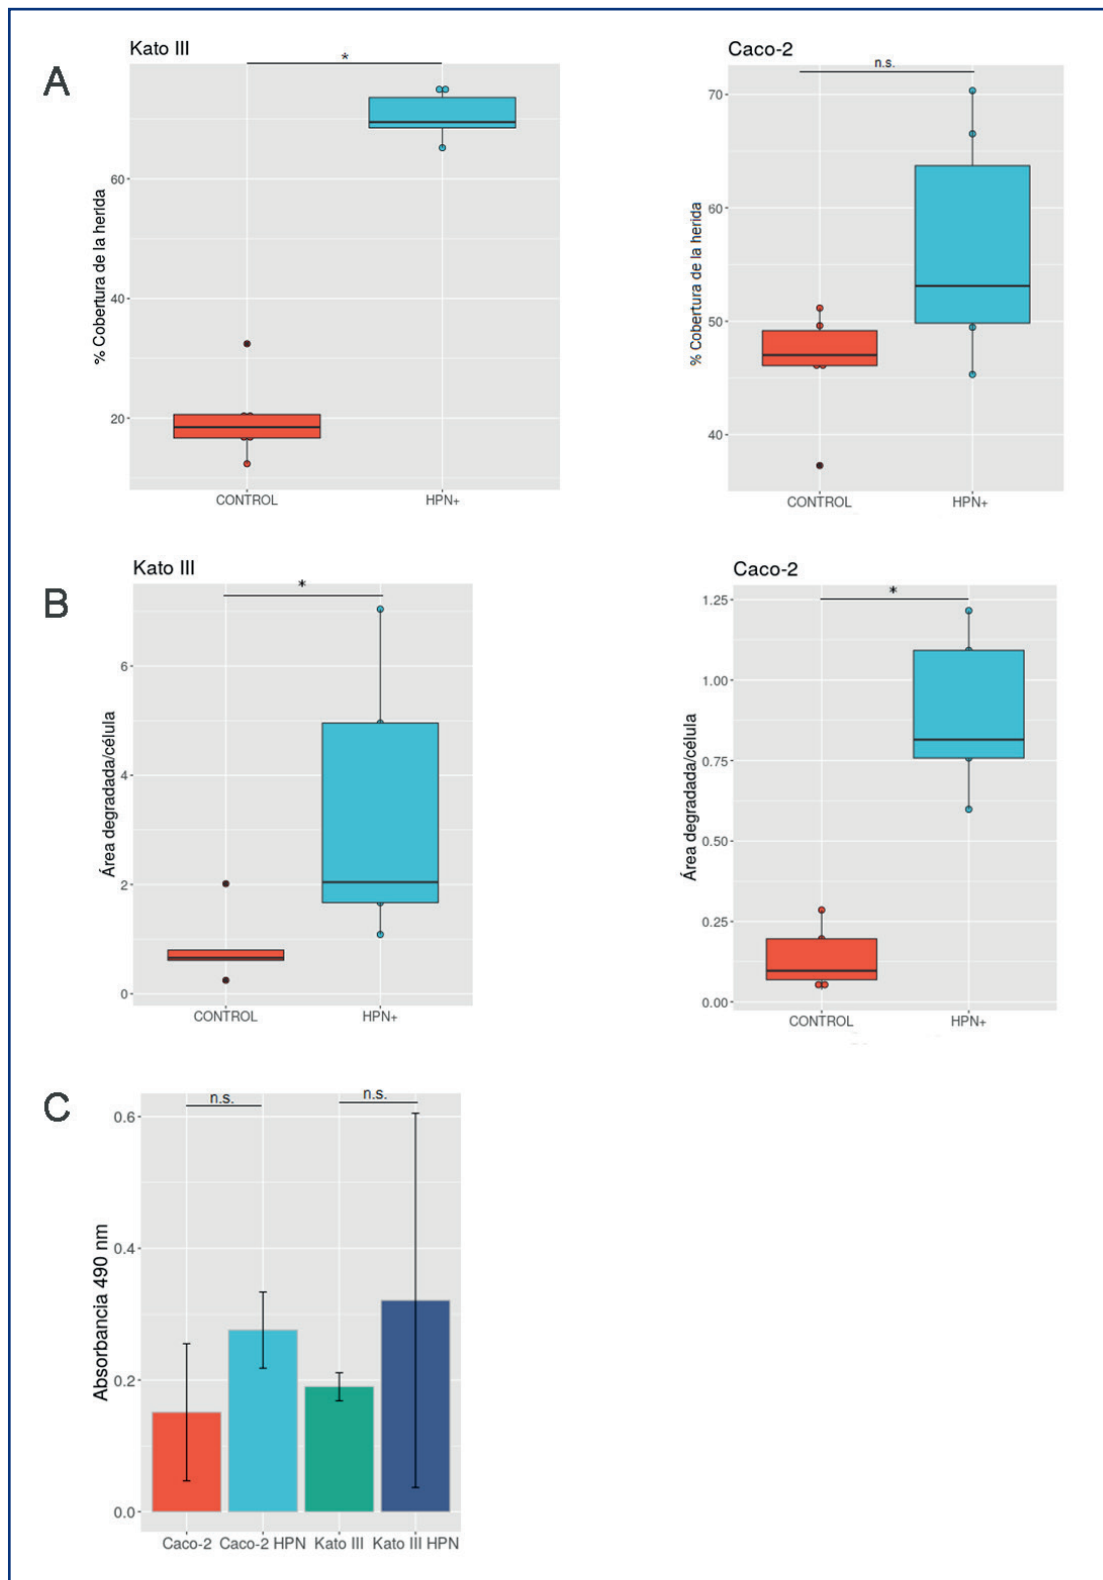 A
Kato III
*
% Cobertura de la herida
60
40
20
CONTROL
HPN+
Caco-2
n.s.
% Cobertura de la herida
70
60
50
40
CONTROL
HPN+
B
Kato III
*
Área degradada/célula
6
4
2
0
CONTROL
HPN+
Caco-2
*
Área degradada/célula
1.25
1.00
0.75
0.50
0.25
0.00
CONTROL
HPN+
C
n.s.
n.s.
Absorbancia 490 nm
0.6
0.4
0.2
0.0
Caco-2
Caco-2 HPN
Kato III
Kato III HPN